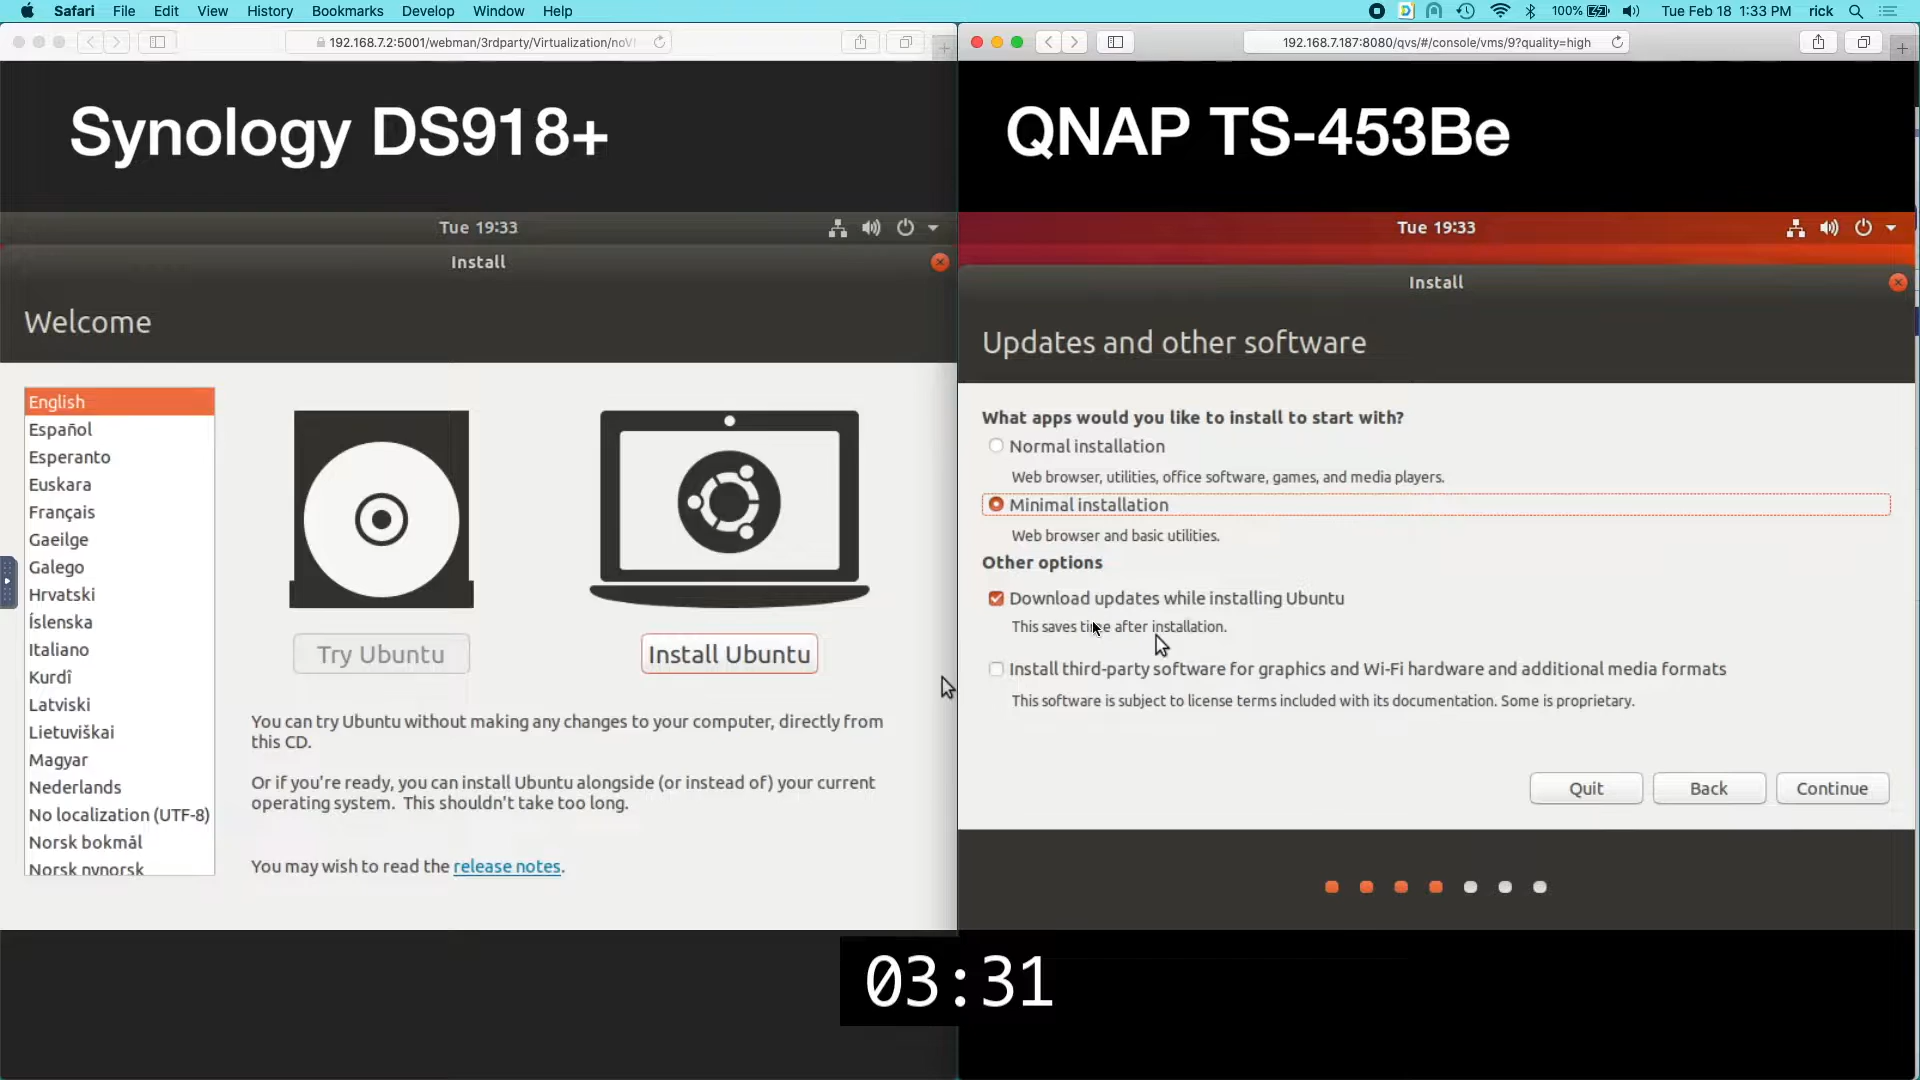 Safari File Edit View History Bookmarks Develop Window Help
100% Tue Feb 18 1:33 PM rick
192.168.7.2:5001/webman/3rdparty/Virtualization/noV
192.168.7.187:8080/qvs/#/console/vms/9?quality=high
Synology DS918+
Tue 19:33
Install
Welcome
English
Español
Esperanto
Euskara
Français
Gaeilge
Galego
Hrvatski
Íslenska
Italiano
Kurdî
Latviski
Lietuviškai
Magyar
Nederlands
No localization (UTF-8)
Norsk bokmål
Norsk nynorsk
Try Ubuntu
Install Ubuntu
You can try Ubuntu without making any changes to your computer, directly from
this CD.
Or if you're ready, you can install Ubuntu alongside (or instead of) your current
operating system. This shouldn't take too long.
You may wish to read the release notes.
QNAP TS-453Be
Tue 19:33
Install
Updates and other software
What apps would you like to install to start with?
Normal installation
Web browser, utilities, office software, games, and media players.
Minimal installation
Web browser and basic utilities.
Other options
Download updates while installing Ubuntu
This saves time after installation.
Install third-party software for graphics and Wi-Fi hardware and additional media formats
This software is subject to license terms included with its documentation. Some is proprietary.
Quit
Back
Continue
03:31